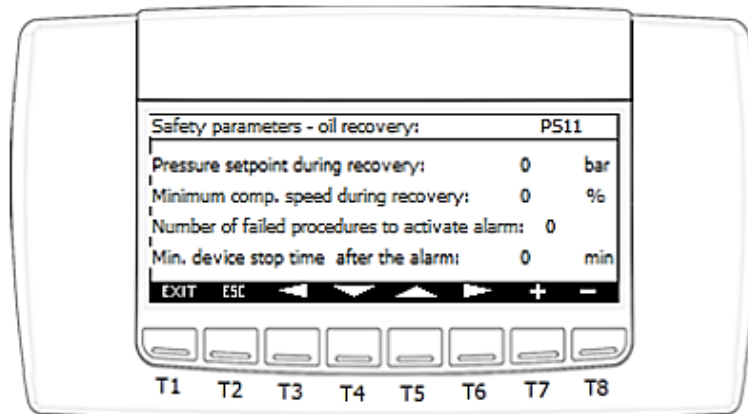 Safety parameters - oil recovery: PS11
Pressure setpoint during recovery: 0 bar
Minimum comp. speed during recovery: 0 %
Number of failed procedures to activate alarm: 0
Min. device stop time after the alarm: 0 min
EXIT ESC + -
T1 T2 T3 T4 T5 T6 T7 T8